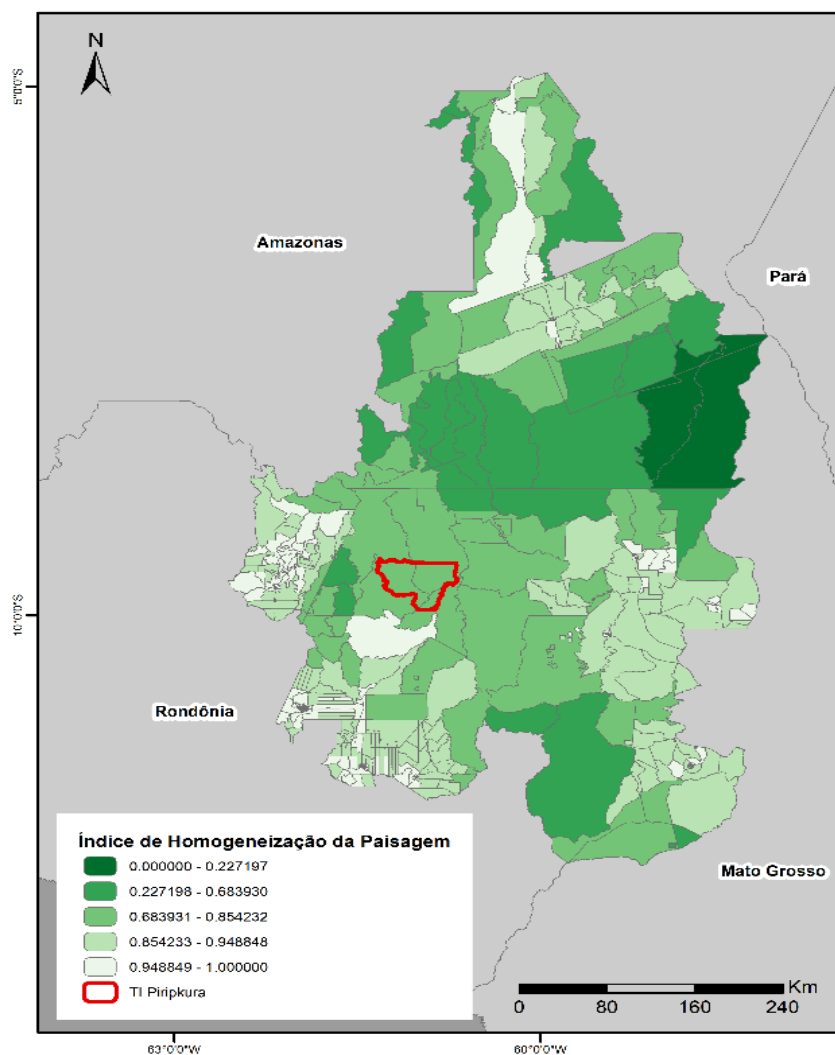 N
5°0'0"S
Amazonas
Pará
10°0'0"S
Rondônia
Mato Grosso
Índice de Homogeneização da Paisagem
0.000000 - 0.227197
0.227198 - 0.683930
0.683931 - 0.854232
0.854233 - 0.948848
0.948849 - 1.000000
TI Piripkura
Km
0 80 160 240
63°0'0"W 60°0'0"W